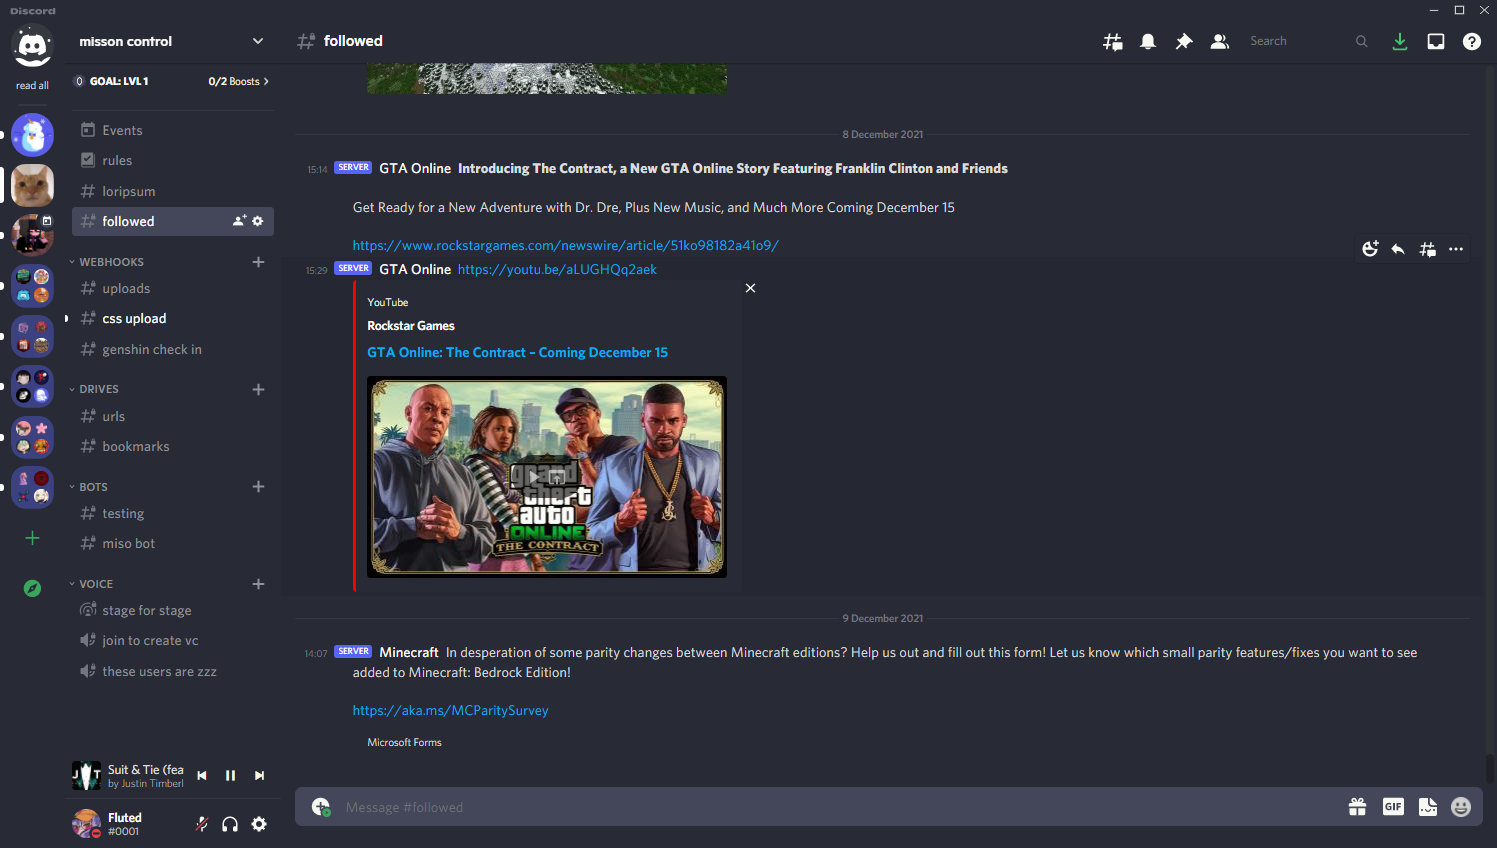 Discord
misson control
followed
Search
read all
0 GOAL: LVL 1
0/2 Boosts
Events
rules
loripsum
followed
WEBHOOKS
uploads
css upload
genshin check in
DRIVES
urls
bookmarks
BOTS
testing
miso bot
VOICE
stage for stage
join to create vc
these users are zzz
8 December 2021
15:14 SERVER GTA Online Introducing The Contract, a New GTA Online Story Featuring Franklin Clinton and Friends
Get Ready for a New Adventure with Dr. Dre, Plus New Music, and Much More Coming December 15
https://www.rockstargames.com/newswire/article/51ko98182a41o9/
15:29 SERVER GTA Online https://youtu.be/aLUGHQq2aek
YouTube
Rockstar Games
GTA Online: The Contract – Coming December 15
grand
theft
auto
ONLINE
THE CONTRACT
9 December 2021
14:07 SERVER Minecraft In desperation of some parity changes between Minecraft editions? Help us out and fill out this form! Let us know which small parity features/fixes you want to see
added to Minecraft: Bedrock Edition!
https://aka.ms/MCParitySurvey
Microsoft Forms
J T
Suit & Tie (fea
by Justin Timberl
Fluted
#0001
Message #followed
GIF